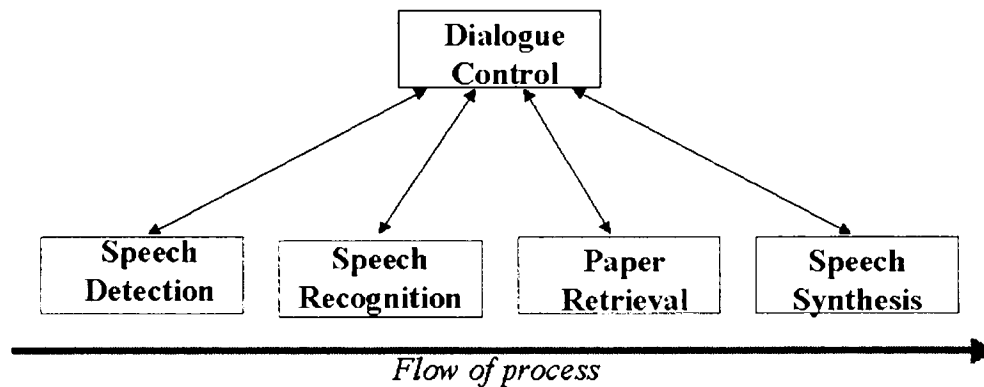 Dialogue
Control
Speech
Detection
Speech
Recognition
Paper
Retrieval
Speech
Synthesis
Flow of process